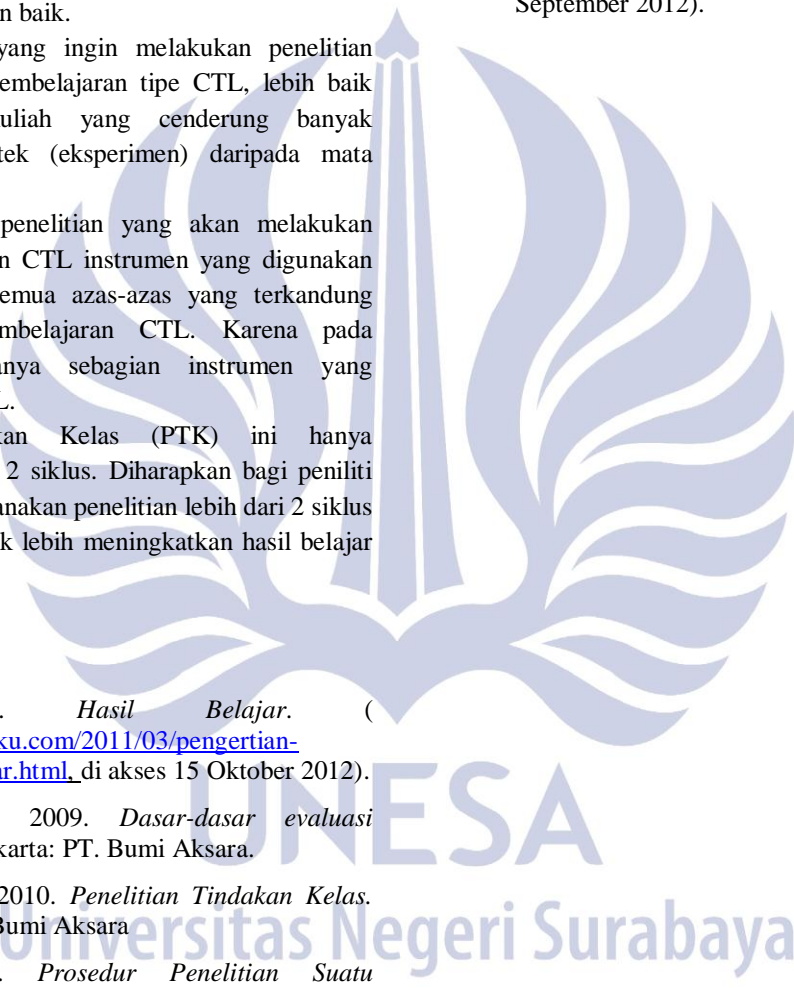 n baik.
yang ingin melakukan penelitian
embelajaran tipe CTL, lebih baik
uliah yang cenderung banyak
tek (eksperimen) daripada mata
penelitian yang akan melakukan
n CTL instrumen yang digunakan
emua azas-azas yang terkandung
mbelajaran CTL. Karena pada
anya sebagian instrumen yang
L.
kan Kelas (PTK) ini hanya
2 siklus. Diharapkan bagi peniliti
anakan penelitian lebih dari 2 siklus
k lebih meningkatkan hasil belajar
. Hasil Belajar. (
ku.com/2011/03/pengertian-
ar.html, di akses 15 Oktober 2012).
2009. Dasar-dasar evaluasi
karta: PT. Bumi Aksara.
2010. Penelitian Tindakan Kelas.
Bumi Aksara
. Prosedur Penelitian Suatu
September 2012).
UNESA
Universitas Negeri Surabaya